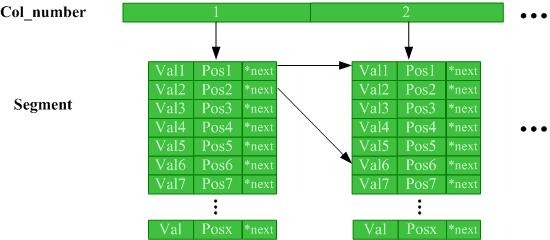 Col_number 1 2 •••
Segment
Val1 Pos1 *next Val1 Pos1 *next
Val2 Pos2 *next Val2 Pos2 *next
Val3 Pos3 *next Val3 Pos3 *next
Val4 Pos4 *next Val4 Pos4 *next
Val5 Pos5 *next Val5 Pos5 *next
Val6 Pos6 *next Val6 Pos6 *next
Val7 Pos7 *next Val7 Pos7 *next
Val Posx *next Val Posx *next